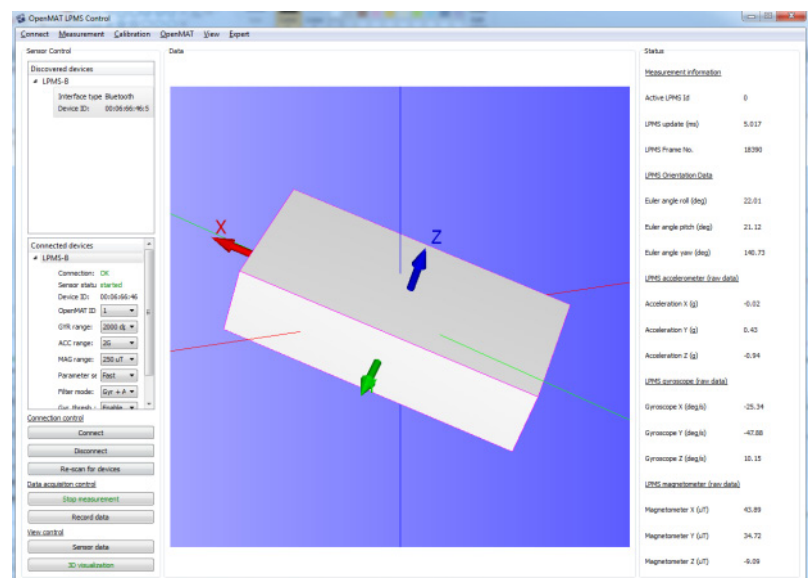 OpenMAT LPMS Control
Connect Measurement Calibration OpenMAT View Expert
Sensor Control
Discovered devices
LPMS-B
Interface type Bluetooth
Device ID: 00:06:66:46:5
Connected devices
LPMS-B
Connection: OK
Sensor statu started
Device ID: 00:06:66:46
OpenMAT ID 1
GYR range: 2000 d
ACC range: 2G
MAG range: 250 uT
Parameter se Fast
Filter mode: Gyr + A
Gyr. thresh Enable
Connection control
Connect
Disconnect
Re-scan for devices
Data acquisition control
Stop measurement
Record data
View control
Sensor data
3D visualization
Data
X
Z
Status
Measurement information
Active LPMS Id 0
LPMS update (ms) 5.017
LPMS Frame No. 18390
LPMS Orientation Data
Euler angle roll (deg) 22.01
Euler angle pitch (deg) 21.12
Euler angle yaw (deg) 140.73
LPMS accelerometer (raw data)
Acceleration X (g) -0.02
Acceleration Y (g) 0.43
Acceleration Z (g) -0.94
LPMS gyroscope (raw data)
Gyroscope X (deg/s) -25.34
Gyroscope Y (deg/s) -47.88
Gyroscope Z (deg/s) 10.15
LPMS magnetometer (raw data)
Magnetometer X (uT) 43.89
Magnetometer Y (uT) 34.72
Magnetometer Z (uT) -9.09